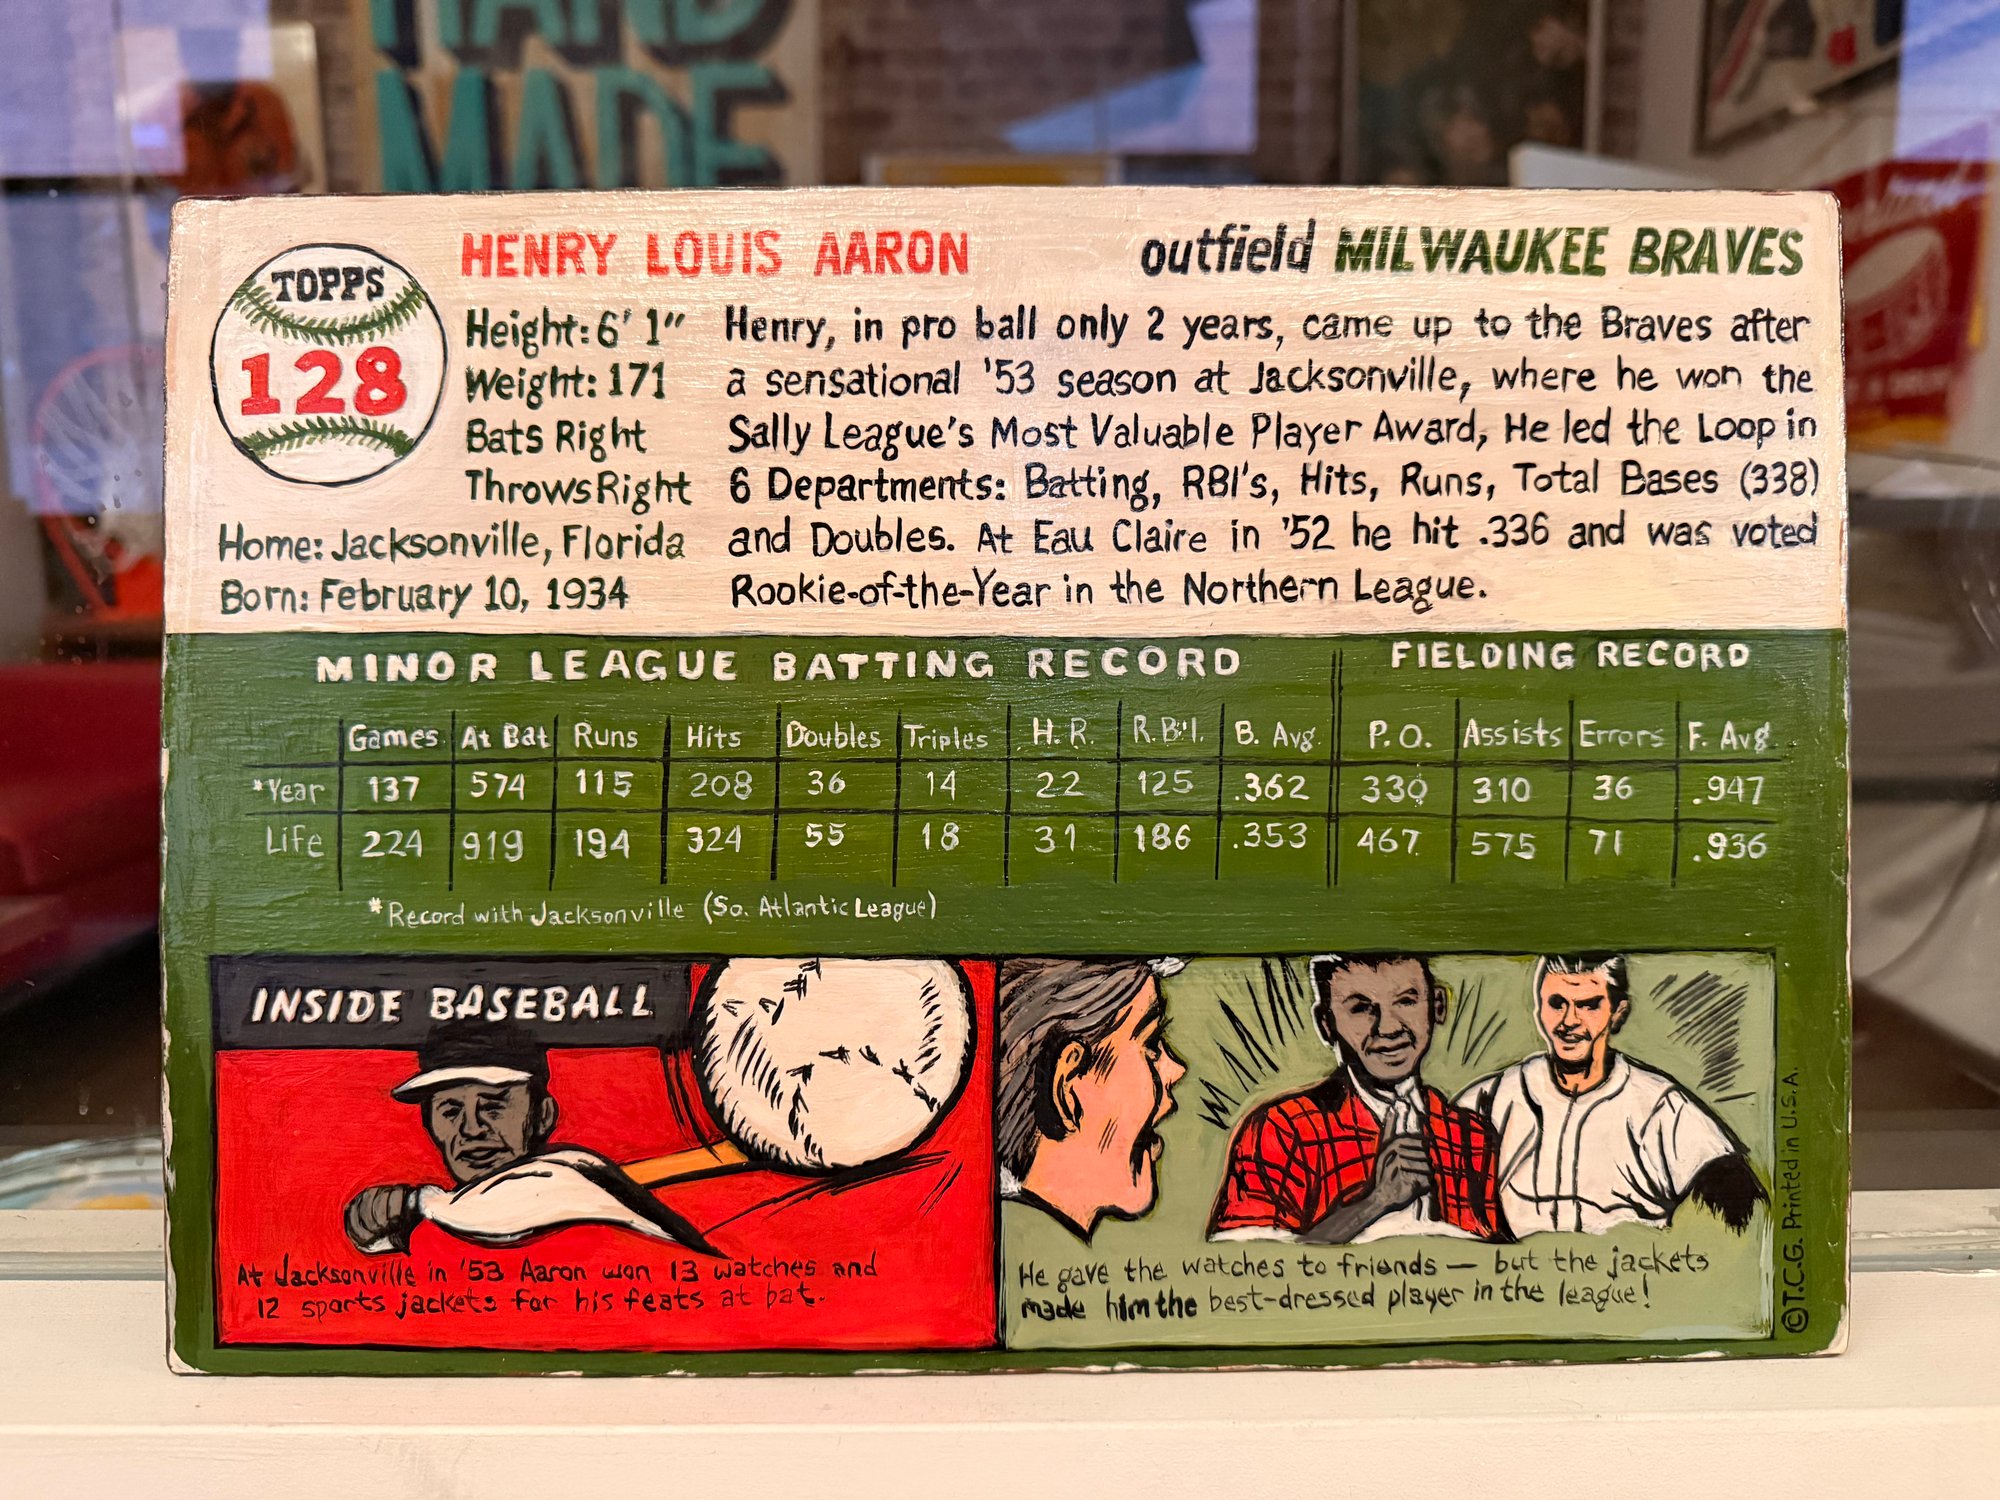 HAND
MADE
TOPPS
128
HENRY LOUIS AARON
outfield MILWAUKEE BRAVES
Height: 6' 1"
Weight: 171
Bats Right
Throws Right
Home: Jacksonville, Florida
Born: February 10, 1934
Henry, in pro ball only 2 years, came up to the Braves after
a sensational '53 season at Jacksonville, where he won the
Sally League's Most Valuable Player Award, He led the Loop in
6 Departments: Batting, RBI's, Hits, Runs, Total Bases (338)
and Doubles. At Eau Claire in '52 he hit .336 and was voted
Rookie-of-the-Year in the Northern League.
MINOR LEAGUE BATTING RECORD FIELDING RECORD
Games At Bat Runs Hits Doubles Triples H.R. R.B.I. B. Avg. P.O. Assists Errors F. Avg.
*Year 137 574 115 208 36 14 22 125 .362 330 310 36 .947
Life 224 919 194 324 55 18 31 186 .353 467 575 71 .936
*Record with Jacksonville (So. Atlantic League)
INSIDE BASEBALL
At Jacksonville in '53 Aaron won 13 watches and
12 sports jackets for his feats at bat.
He gave the watches to friends — but the jackets
made him the best-dressed player in the league!
©T.C.G. Printed in U.S.A.